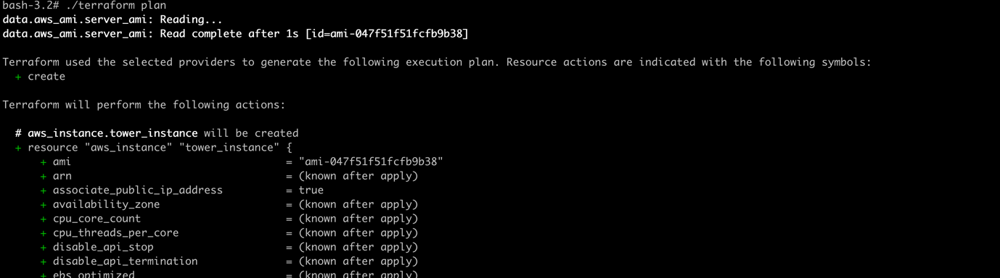 bash-3.2# ./terraform plan
data.aws_ami.server_ami: Reading...
data.aws_ami.server_ami: Read complete after 1s [id=ami-047f51f51fcfb9b38]
Terraform used the selected providers to generate the following execution plan. Resource actions are indicated with the following symbols:
+ create
Terraform will perform the following actions:
# aws_instance.tower_instance will be created
+ resource "aws_instance" "tower_instance" {
+ ami = "ami-047f51f51fcfb9b38"
+ arn = (known after apply)
+ associate_public_ip_address = true
+ availability_zone = (known after apply)
+ cpu_core_count = (known after apply)
+ cpu_threads_per_core = (known after apply)
+ disable_api_stop = (known after apply)
+ disable_api_termination = (known after apply)
+ ebs_optimized = (known after apply)